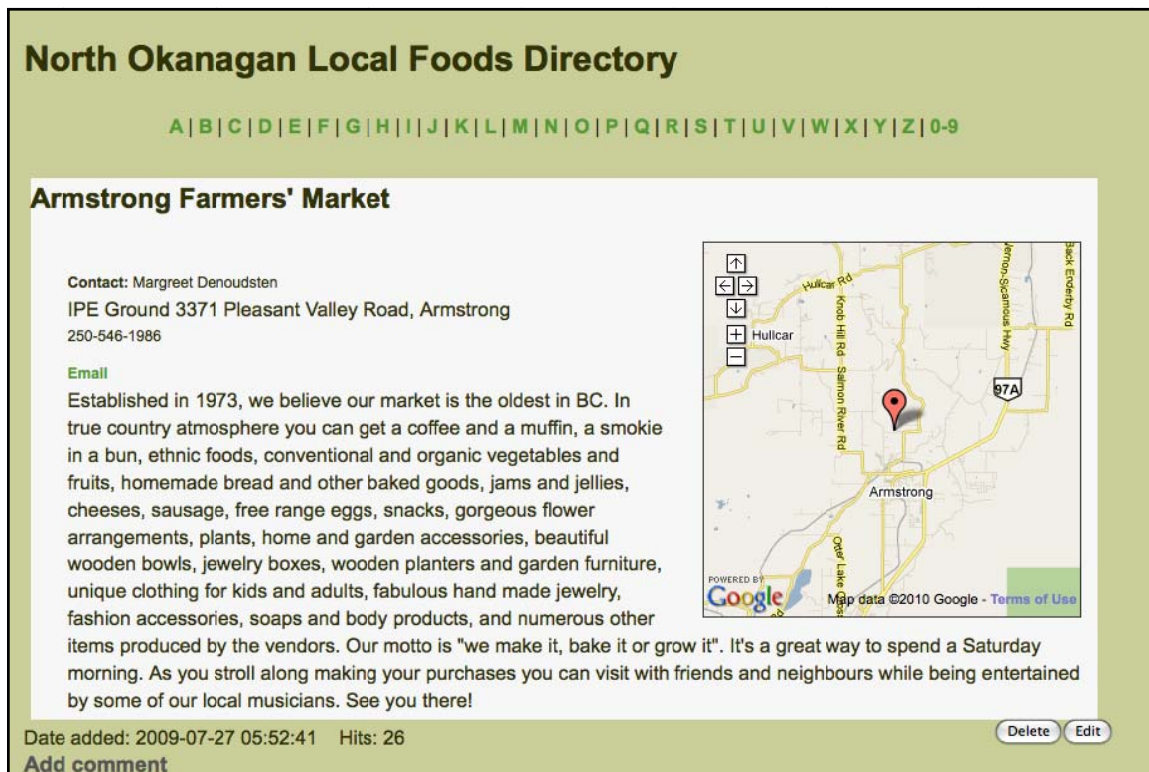 North Okanagan Local Foods Directory
A | B | C | D | E | F | G | H | I | J | K | L | M | N | O | P | Q | R | S | T | U | V | W | X | Y | Z | 0-9
Armstrong Farmers' Market
Contact: Margreet Denoudsten
IPE Ground 3371 Pleasant Valley Road, Armstrong
250-546-1986
Email
Established in 1973, we believe our market is the oldest in BC. In
true country atmosphere you can get a coffee and a muffin, a smokie
in a bun, ethnic foods, conventional and organic vegetables and
fruits, homemade bread and other baked goods, jams and jellies,
cheeses, sausage, free range eggs, snacks, gorgeous flower
arrangements, plants, home and garden accessories, beautiful
wooden bowls, jewelry boxes, wooden planters and garden furniture,
unique clothing for kids and adults, fabulous hand made jewelry,
fashion accessories, soaps and body products, and numerous other
items produced by the vendors. Our motto is "we make it, bake it or grow it". It's a great way to spend a Saturday
morning. As you stroll along making your purchases you can visit with friends and neighbours while being entertained
by some of our local musicians. See you there!
Hullcar Rd
Hullcar
Knob Hill Rd
Salmon River Rd
Vernon-Sicamous Hwy
Back Enderby Rd
97A
Armstrong
Otter Lake
Rd
POWERED BY
Google
Map data ©2010 Google - Terms of Use
Date added: 2009-07-27 05:52:41 Hits: 26
Delete
Edit
Add comment